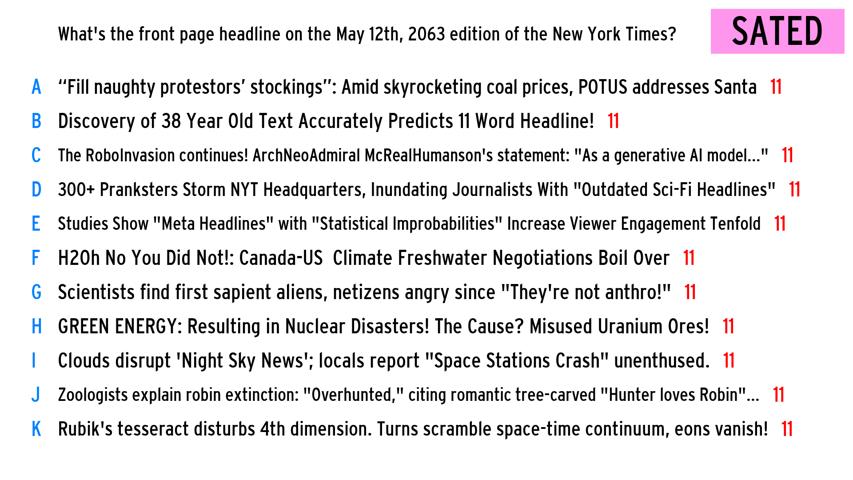 What's the front page headline on the May 12th, 2063 edition of the New York Times? SATED
A “Fill naughty protestors’ stockings”: Amid skyrocketing coal prices, POTUS addresses Santa 11
B Discovery of 38 Year Old Text Accurately Predicts 11 Word Headline! 11
C The RoboInvasion continues! ArchNeoAdmiral McRealHumanson's statement: "As a generative AI model..." 11
D 300+ Pranksters Storm NYT Headquarters, Inundating Journalists With "Outdated Sci-Fi Headlines" 11
E Studies Show "Meta Headlines" with "Statistical Improbabilities" Increase Viewer Engagement Tenfold 11
F H20h No You Did Not!: Canada-US Climate Freshwater Negotiations Boil Over 11
G Scientists find first sapient aliens, netizens angry since "They're not anthro!" 11
H GREEN ENERGY: Resulting in Nuclear Disasters! The Cause? Misused Uranium Ores! 11
I Clouds disrupt 'Night Sky News'; locals report "Space Stations Crash" unenthused. 11
J Zoologists explain robin extinction: "Overhunted," citing romantic tree-carved "Hunter loves Robin"... 11
K Rubik's tesseract disturbs 4th dimension. Turns scramble space-time continuum, eons vanish! 11